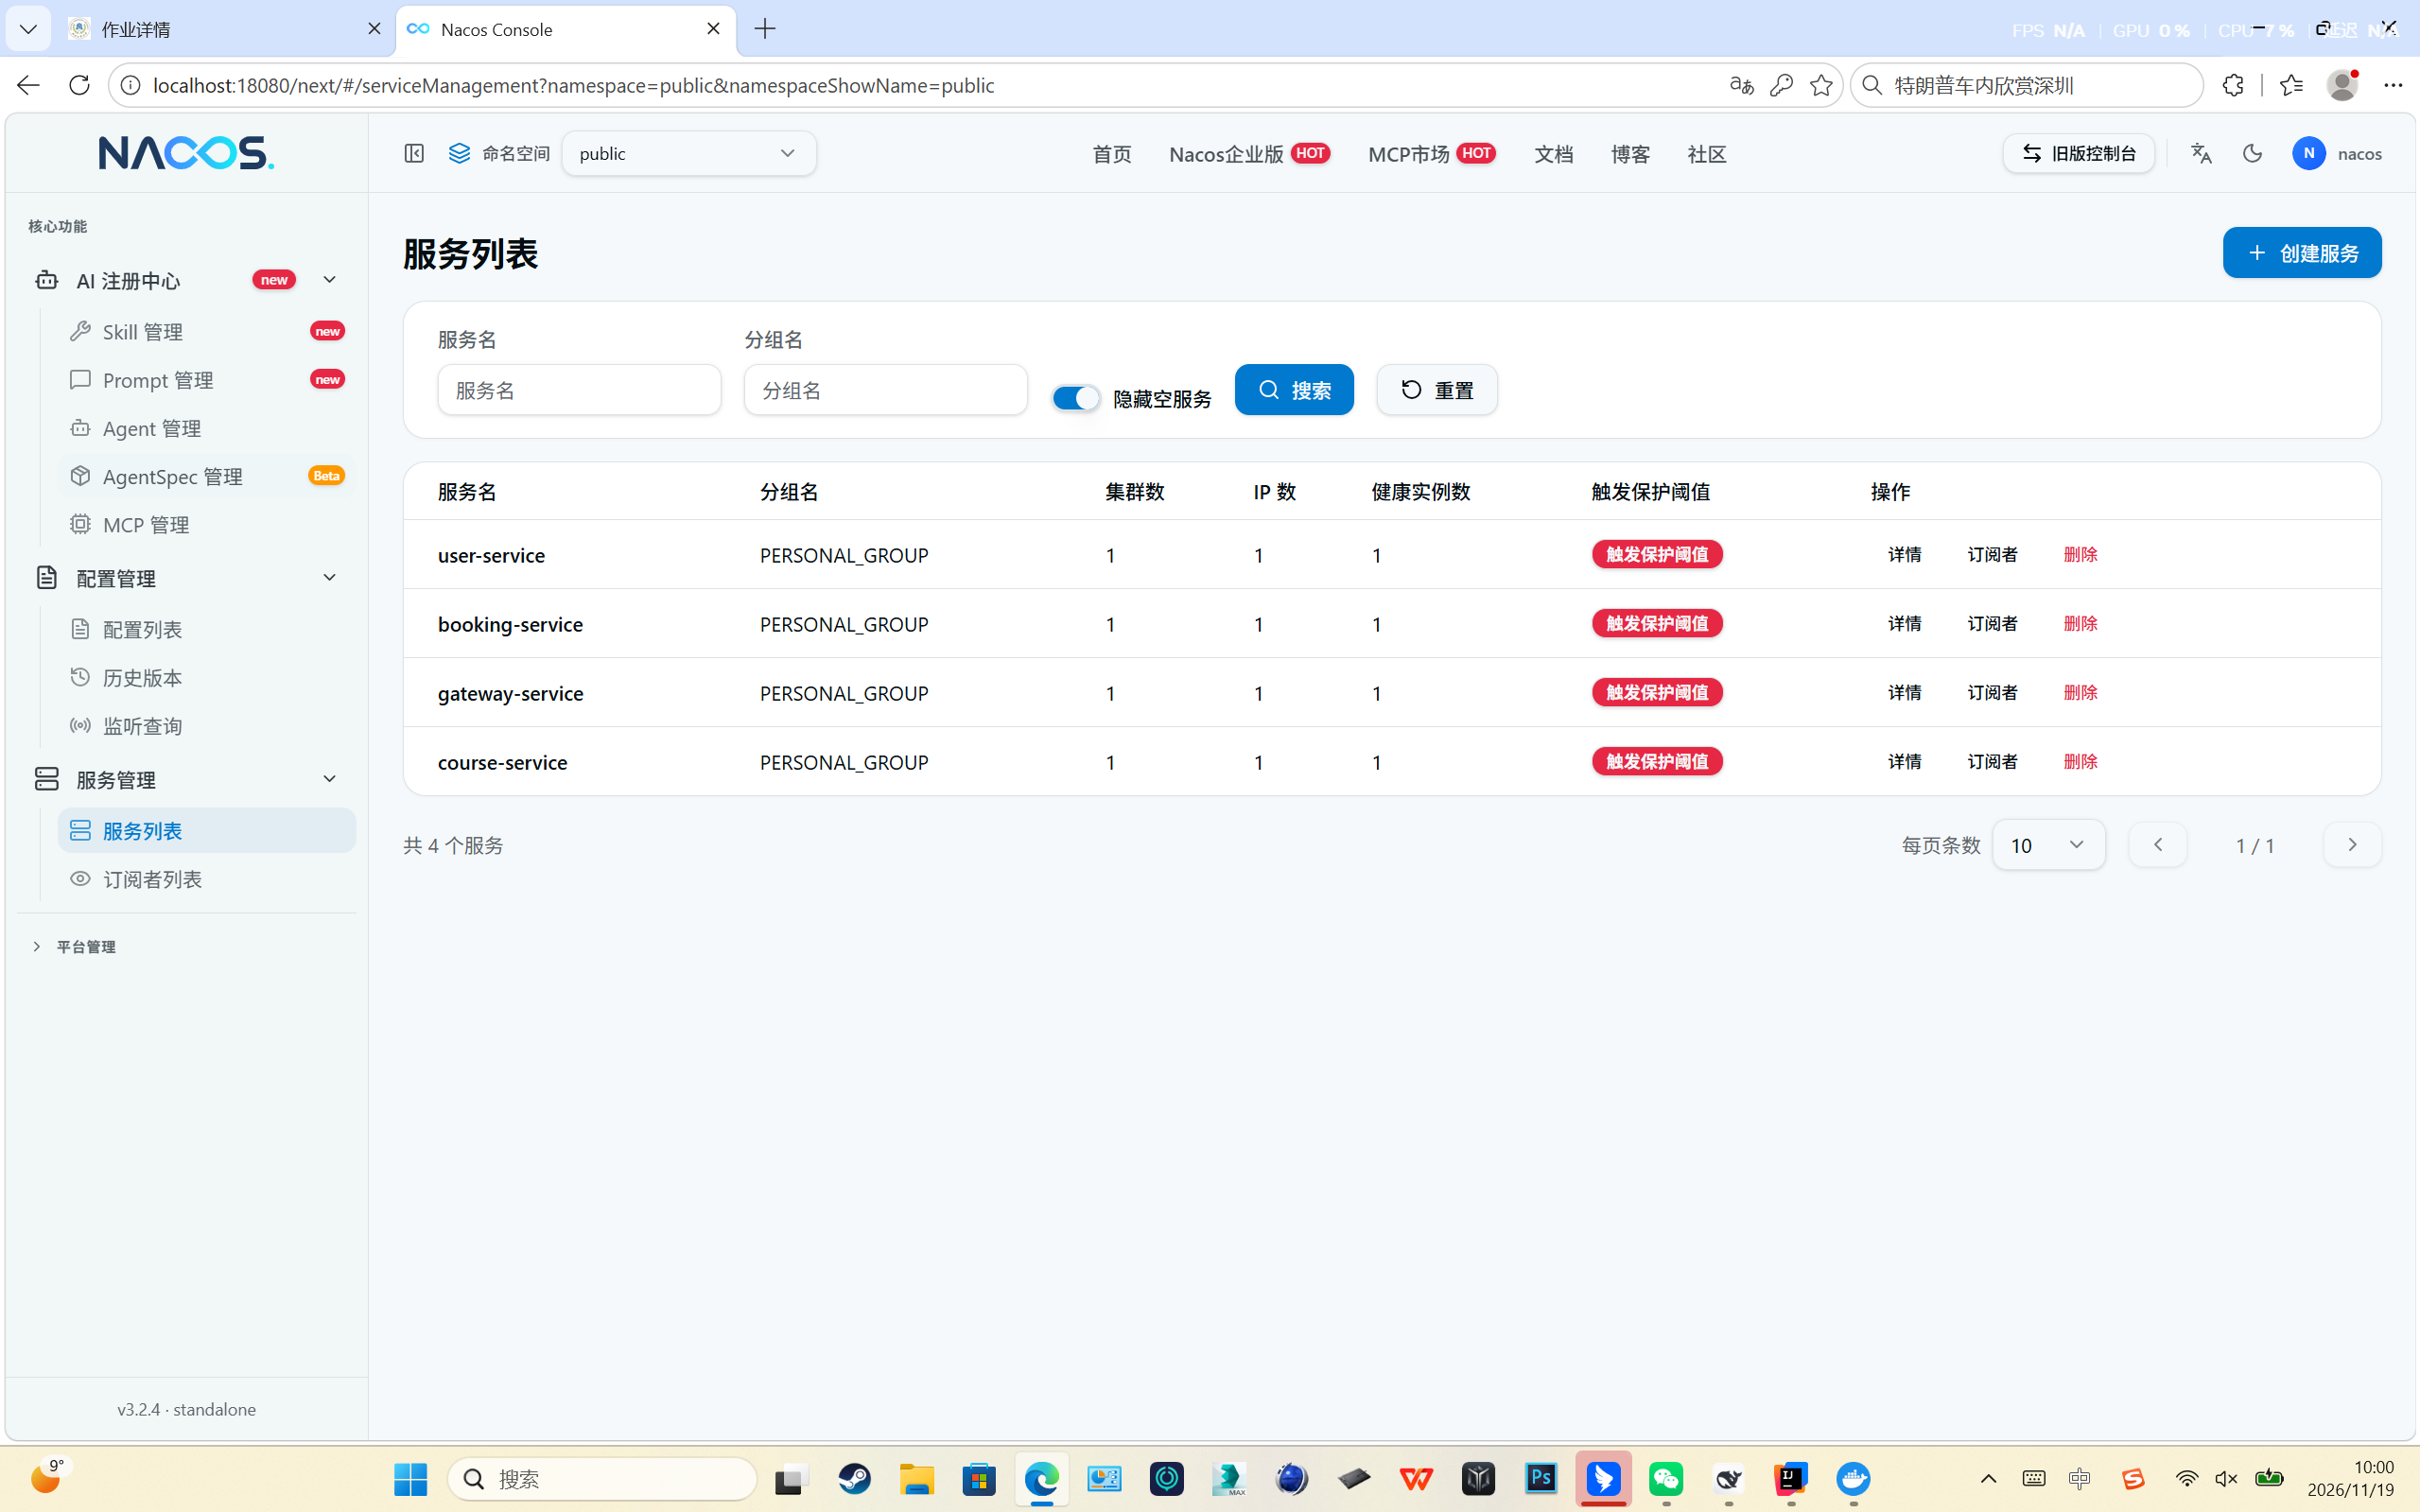 作业详情
Nacos Console
FPS N/A | GPU 0 % | CPU 7 % | 延迟 N/A
localhost:18080/next/#/serviceManagement?namespace=public&namespaceShowName=public
特朗普车内欣赏深圳
NACOS.
命名空间
public
首页
Nacos企业版 HOT
MCP市场 HOT
文档
博客
社区
旧版控制台
N
nacos
核心功能
AI 注册中心 new
Skill 管理 new
Prompt 管理 new
Agent 管理
AgentSpec 管理 Beta
MCP 管理
配置管理
配置列表
历史版本
监听查询
服务管理
服务列表
订阅者列表
平台管理
v3.2.4 · standalone
服务列表
创建服务
服务名 分组名
服务名 分组名 隐藏空服务 搜索 重置
服务名 分组名 集群数 IP 数 健康实例数 触发保护阈值 操作
user-service PERSONAL_GROUP 1 1 1 触发保护阈值 详情 订阅者 删除
booking-service PERSONAL_GROUP 1 1 1 触发保护阈值 详情 订阅者 删除
gateway-service PERSONAL_GROUP 1 1 1 触发保护阈值 详情 订阅者 删除
course-service PERSONAL_GROUP 1 1 1 触发保护阈值 详情 订阅者 删除
共 4 个服务
每页条数 10 1 / 1
9°
搜索
MAX
Ps
IJ
中
10:00
2026/11/19